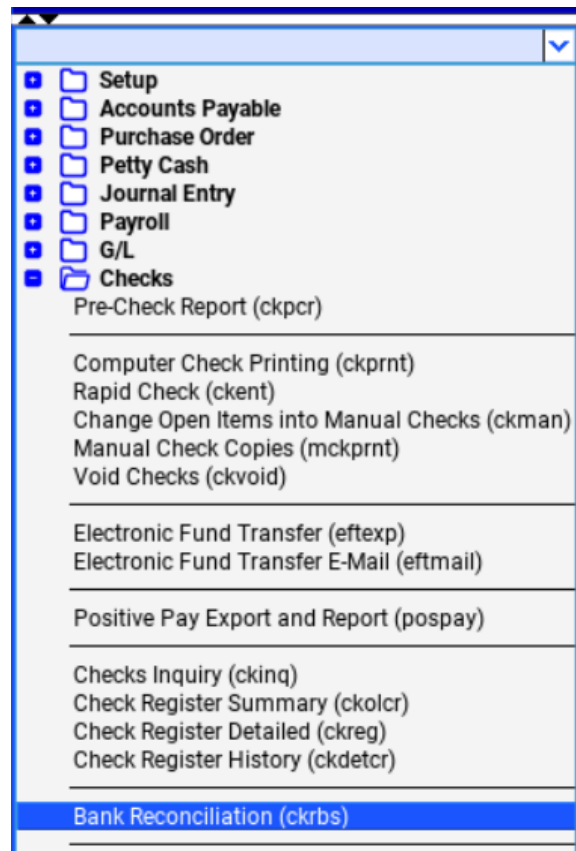 Setup
Accounts Payable
Purchase Order
Petty Cash
Journal Entry
Payroll
G/L
Checks
Pre-Check Report (ckpcr)
Computer Check Printing (ckprnt)
Rapid Check (ckent)
Change Open Items into Manual Checks (ckman)
Manual Check Copies (mckprnt)
Void Checks (ckvoid)
Electronic Fund Transfer (eftexp)
Electronic Fund Transfer E-Mail (eftmail)
Positive Pay Export and Report (pospay)
Checks Inquiry (ckinq)
Check Register Summary (ckolcr)
Check Register Detailed (ckreg)
Check Register History (ckdetcr)
Bank Reconciliation (ckrbs)